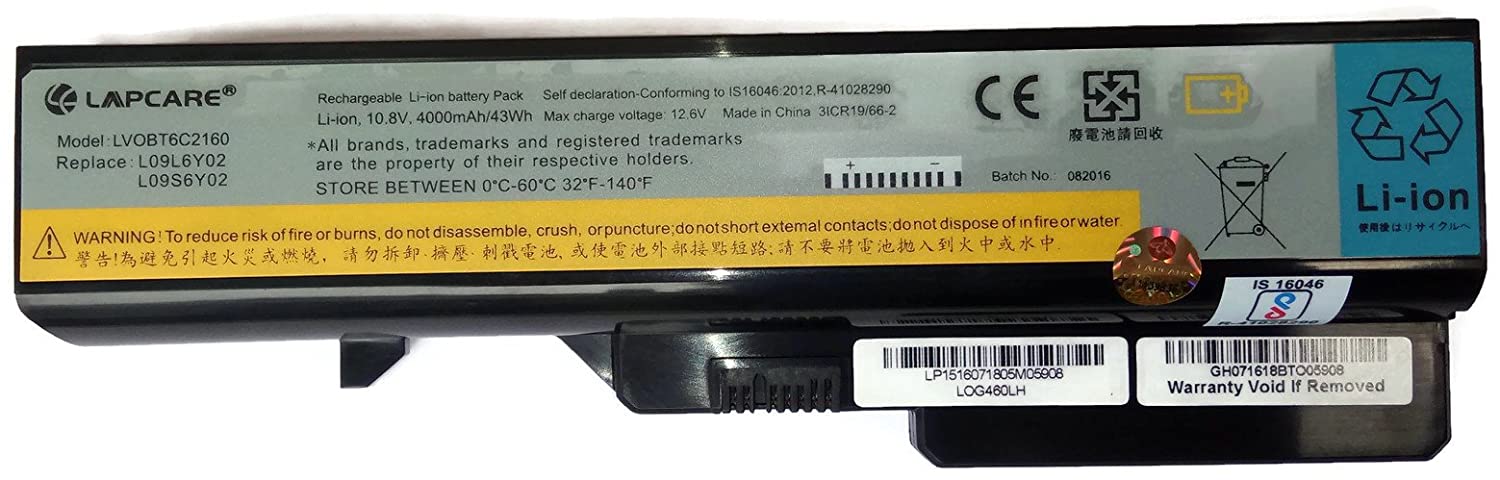 LAPCARE®
Model: LVOBT6C2160
Replace: L09L6Y02
L09S6Y02
Rechargeable Li-ion battery Pack Self declaration-Conforming to IS16046:2012,R-41028290
Li-ion, 10.8V, 4000mAh/43Wh Max charge voltage: 12.6V Made in China 3ICR19/66-2
*All brands, trademarks and registered trademarks
are the property of their respective holders.
STORE BETWEEN 0°C-60°C 32°F-140°F
+ −
Batch No.: 082016
CE
廢電池請回收
Li-ion
使用後はリサイクルへ
WARNING! To reduce risk of fire or burns, do not disassemble, crush, or puncture; do not short external contacts; do not dispose of in fire or water.
警告!為避免引起火災或燃燒, 請勿拆卸·擠壓·刺戳電池, 或使電池外部接點短路; 請不要將電池拋入到火中或水中.
LAPCARE
IS 16046
R-41028290
LP1516071805M05908
LOG460LH
GH071618BTO05908
Warranty Void If Removed